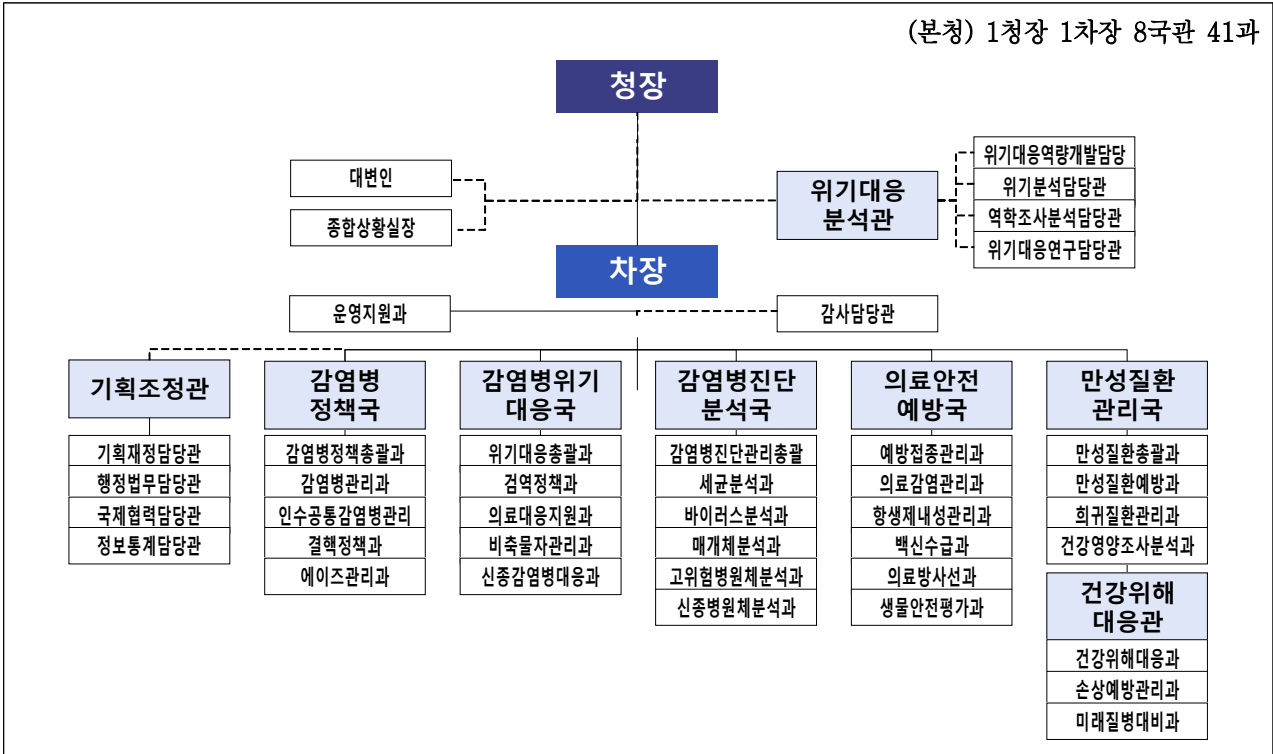 (본청) 1청장 1차장 8국관 41과
청장
대변인
종합상황실장
위기대응
분석관
위기대응역량개발담당
위기분석담당관
역학조사분석담당관
위기대응연구담당관
차장
운영지원과
감사담당관
기획조정관
기획재정담당관
행정법무담당관
국제협력담당관
정보통계담당관
감염병
정책국
감염병정책총괄과
감염병관리과
인수공통감염병관리
결핵정책과
에이즈관리과
감염병위기
대응국
위기대응총괄과
검역정책과
의료대응지원과
비축물자관리과
신종감염병대응과
감염병진단
분석국
감염병진단관리총괄
세균분석과
바이러스분석과
매개체분석과
고위험병원체분석과
신종병원체분석과
의료안전
예방국
예방접종관리과
의료감염관리과
항생제내성관리과
백신수급과
의료방사선과
생물안전평가과
만성질환
관리국
만성질환총괄과
만성질환예방과
희귀질환관리과
건강영양조사분석과
건강위해
대응관
건강위해대응과
손상예방관리과
미래질병대비과